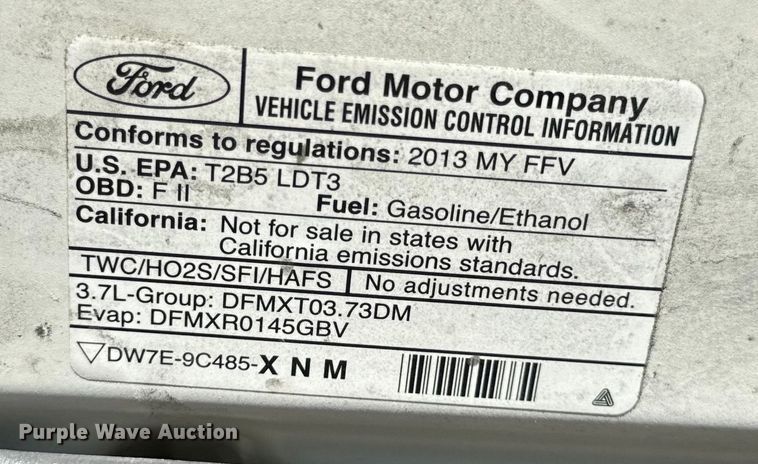 Ford
Ford Motor Company
VEHICLE EMISSION CONTROL INFORMATION
Conforms to regulations: 2013 MY FFV
U.S. EPA: T2B5 LDT3
OBD: F II
Fuel: Gasoline/Ethanol
California: Not for sale in states with
California emissions standards.
TWC/HO2S/SFI/HAFS
No adjustments needed.
3.7L-Group: DFMXT03.73DM
Evap: DFMXR0145GBV
DW7E-9C485-X N M
Purple Wave Auction